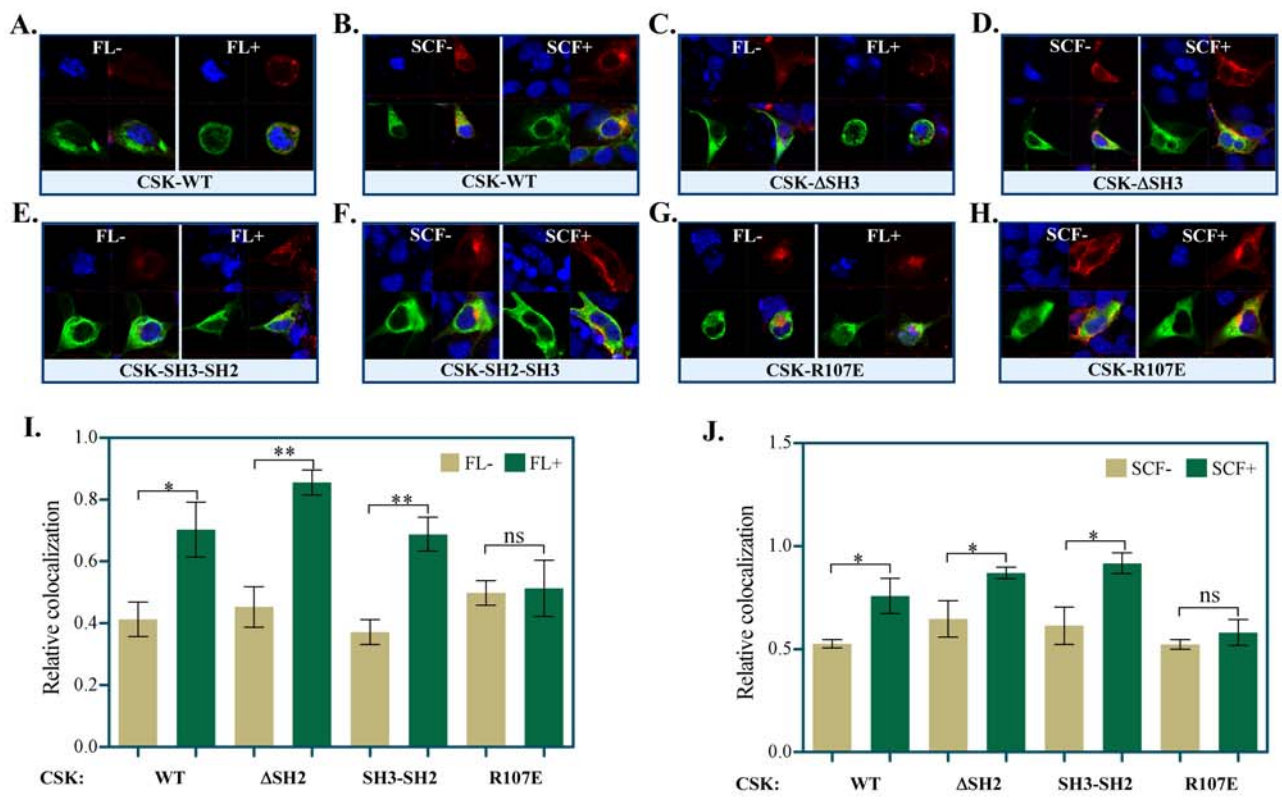 A. B. C. D.
FL- FL+ SCF- SCF+ FL- FL+ SCF- SCF+
CSK-WT CSK-WT CSK-ΔSH3 CSK-ΔSH3
E. F. G. H.
FL- FL+ SCF- SCF+ FL- FL+ SCF- SCF+
CSK-SH3-SH2 CSK-SH2-SH3 CSK-R107E CSK-R107E
I.
Relative colocalization
1.0
0.8
0.6
0.4
0.2
0.0
FL- FL+
* ** ** ns
CSK: WT ΔSH2 SH3-SH2 R107E
J.
Relative colocalization
1.5
1.0
0.5
0.0
SCF- SCF+
* * * ns
CSK: WT ΔSH2 SH3-SH2 R107E